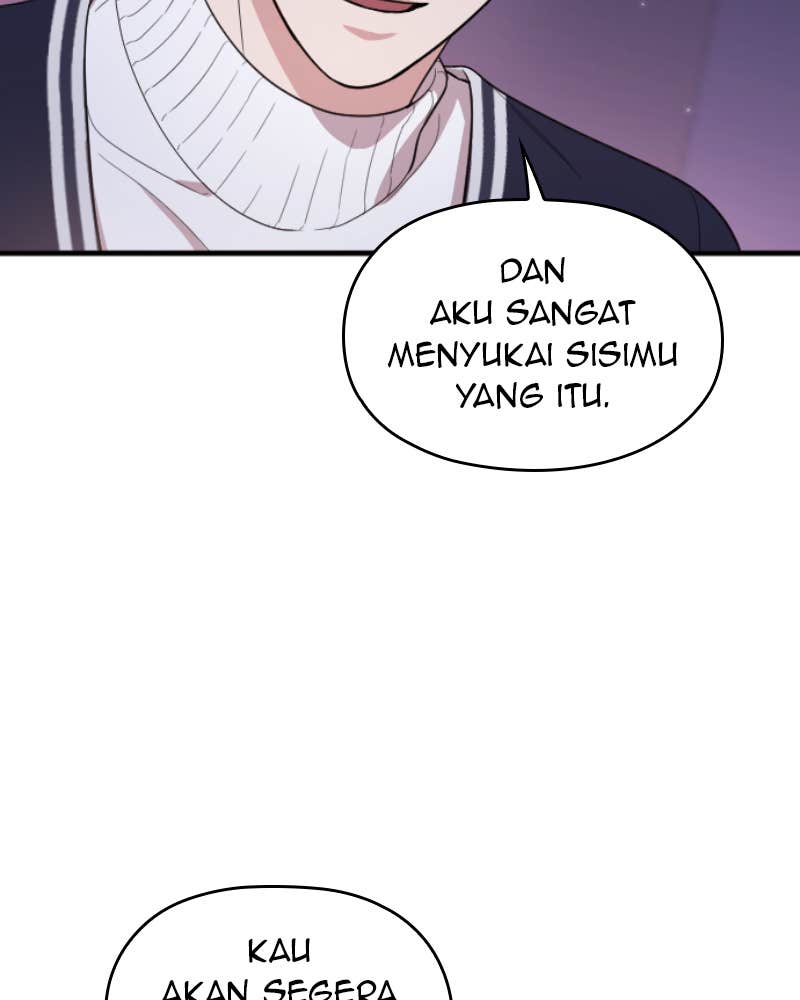 DAN
AKU SANGAT
MENYUKAI SISIMU
YANG ITU.
KAU
AKAN SEGERA